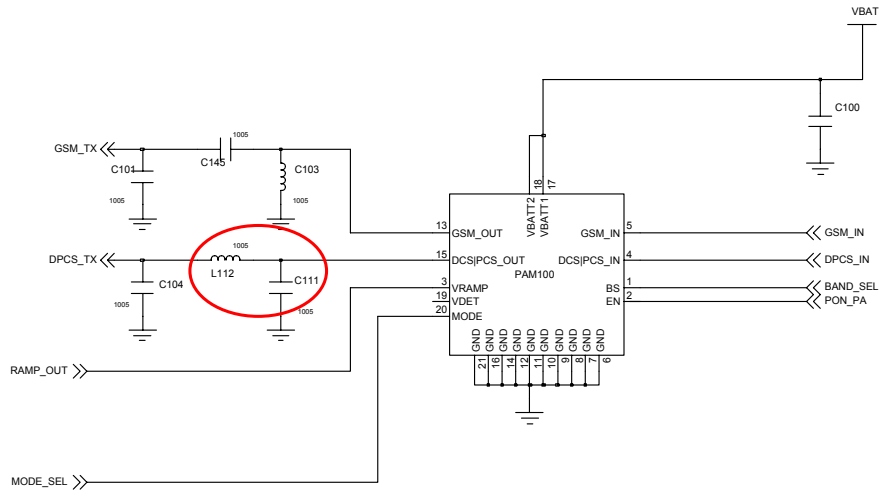 VBAT
C100
1005
GSM_TX
C101
C145
C103
1005
1005
18
17
VBATT2
VBATT1
13
GSM_OUT
GSM_IN
5
GSM_IN
1005
DPCS_TX
15
DCS|PCS_OUT
DCS|PCS_IN
4
DPCS_IN
L112
PAM100
C104
C111
3
VRAMP
BS
1
BAND_SEL
1005
19
VDET
EN
2
PON_PA
1005
20
MODE
GND
GND
GND
GND
GND
GND
GND
GND
GND
GND
21
16
14
12
11
10
9
8
7
6
RAMP_OUT
MODE_SEL